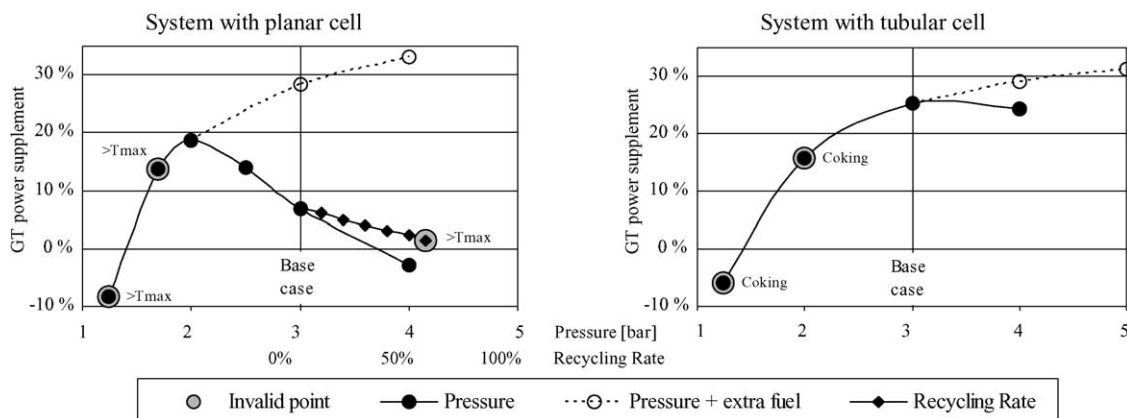 System with planar cell
System with tubular cell
GT power supplement
30 %
20 %
10 %
0 %
-10 %
>Tmax
>Tmax
>Tmax
Base
case
1 2 3 4 5
0% 50% 100%
Pressure [bar]
Recycling Rate
GT power supplement
30 %
20 %
10 %
0 %
-10 %
Coking
Coking
Base
case
1 2 3 4 5
Invalid point Pressure Pressure + extra fuel Recycling Rate